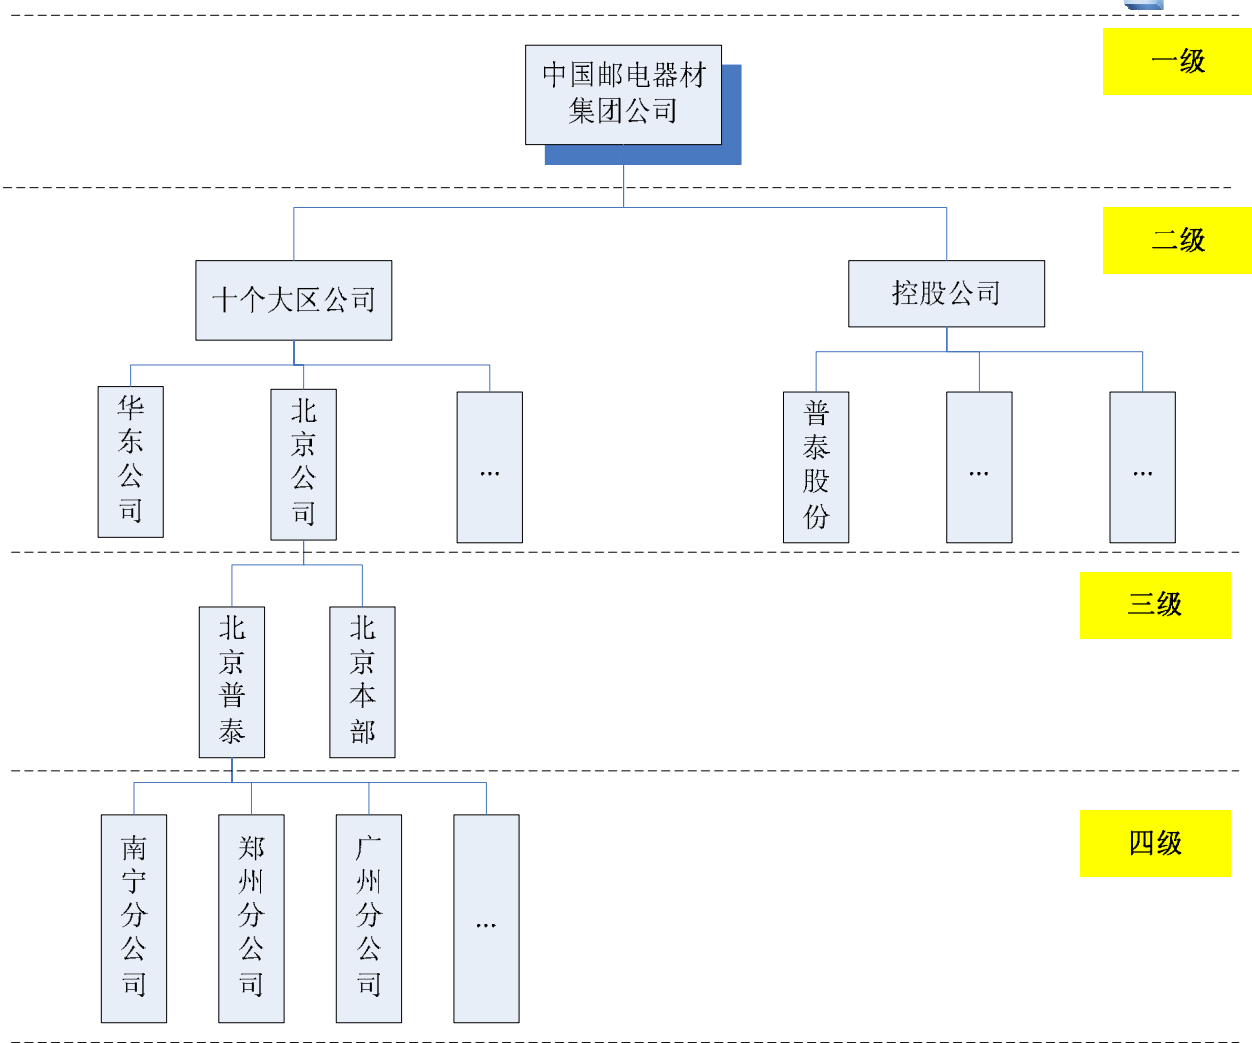 一级
中国邮电器材
集团公司
二级
十个大区公司
控股公司
华东公司
北京公司
...
普泰股份
...
...
三级
北京普泰
北京本部
四级
南宁分公司
郑州分公司
广州分公司
...